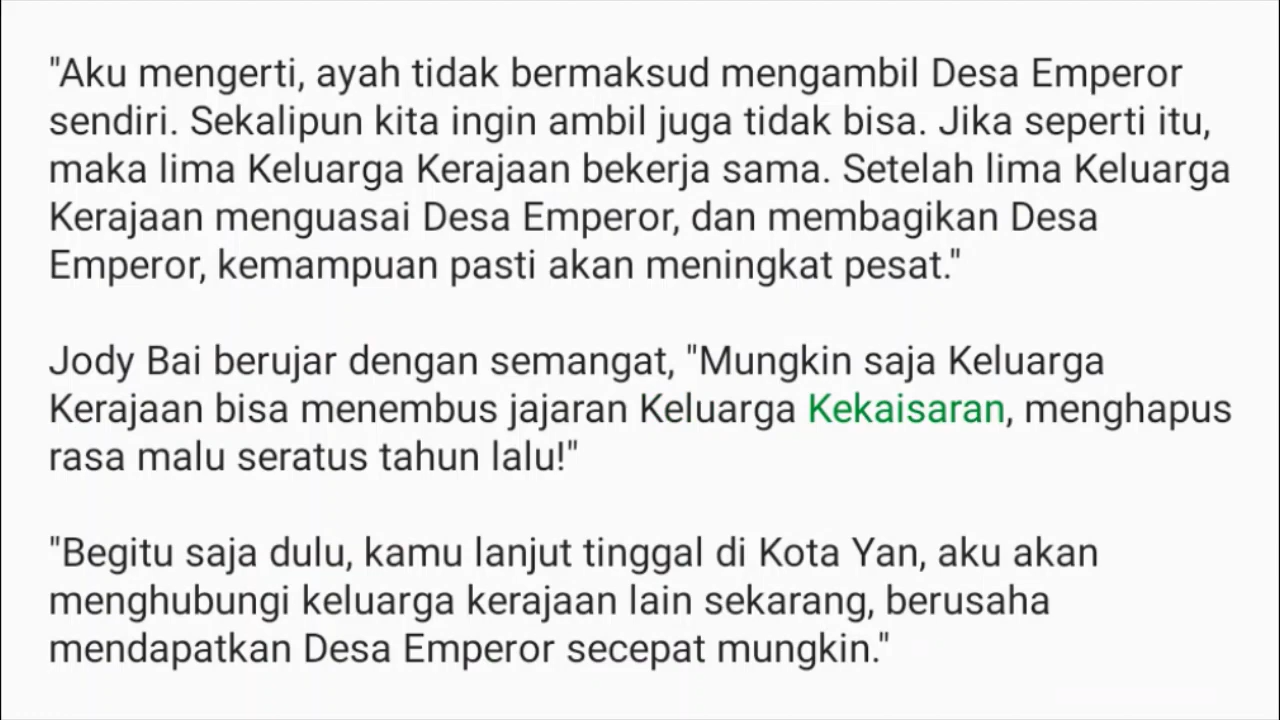 "Aku mengerti, ayah tidak bermaksud mengambil Desa Emperor
sendiri. Sekalipun kita ingin ambil juga tidak bisa. Jika seperti itu,
maka lima Keluarga Kerajaan bekerja sama. Setelah lima Keluarga
Kerajaan menguasai Desa Emperor, dan membagikan Desa
Emperor, kemampuan pasti akan meningkat pesat."
Jody Bai berujar dengan semangat, "Mungkin saja Keluarga
Kerajaan bisa menembus jajaran Keluarga Kekaisaran, menghapus
rasa malu seratus tahun lalu!"
"Begitu saja dulu, kamu lanjut tinggal di Kota Yan, aku akan
menghubungi keluarga kerajaan lain sekarang, berusaha
mendapatkan Desa Emperor secepat mungkin."